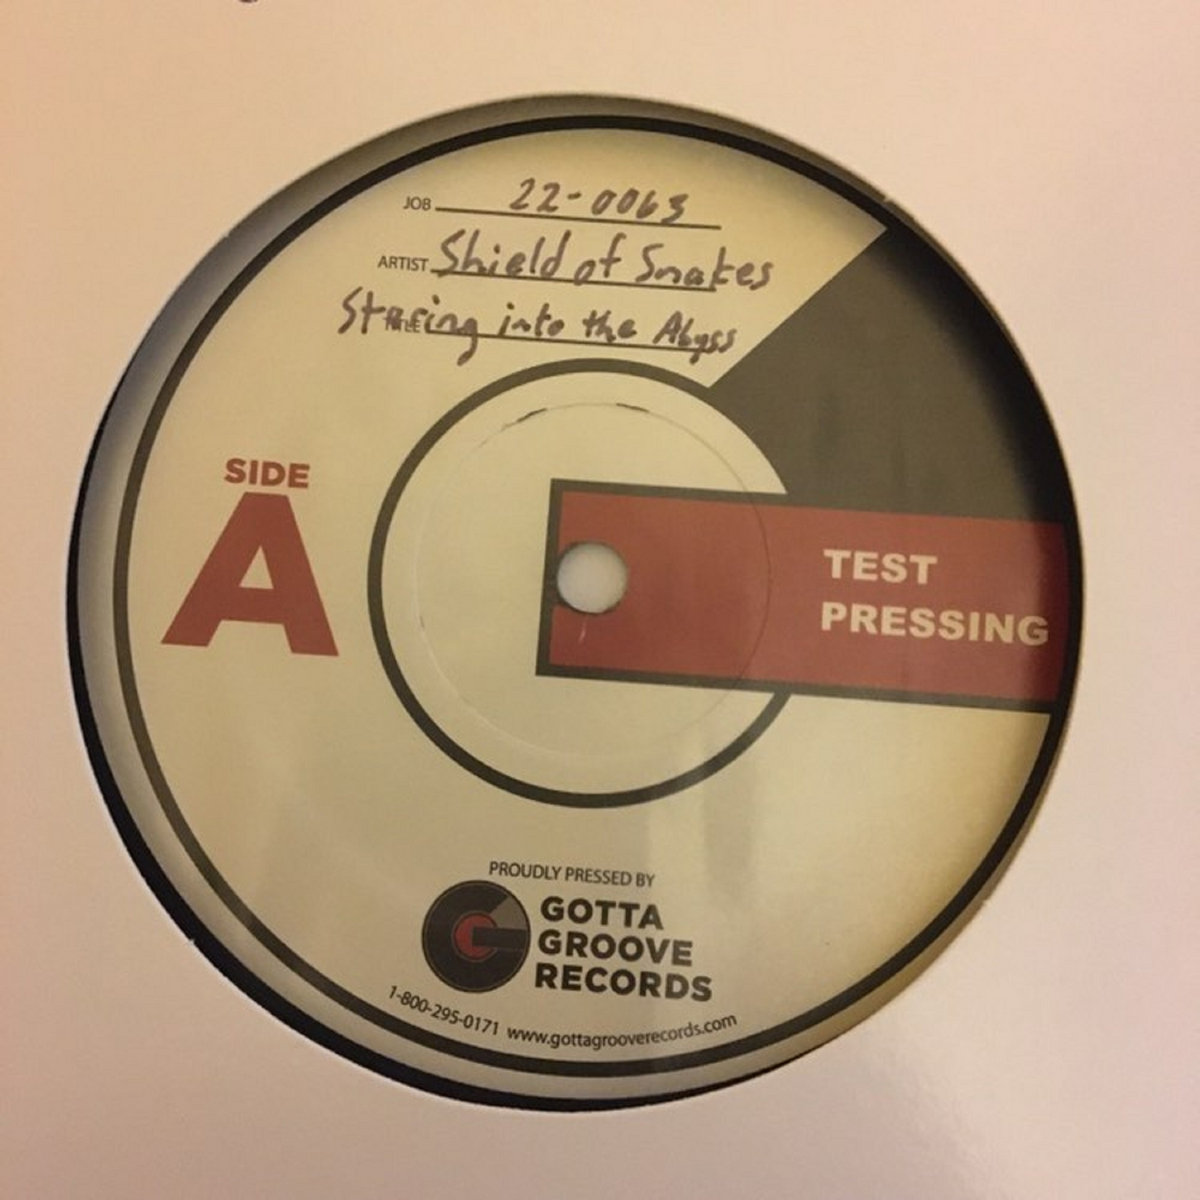 JOB 22-0063
ARTIST Shield of Snakes
TITLE Staring into the Abyss
SIDE
A
TEST
PRESSING
PROUDLY PRESSED BY
GOTTA
GROOVE
RECORDS
1-800-295-0171 www.gottagrooverecords.com